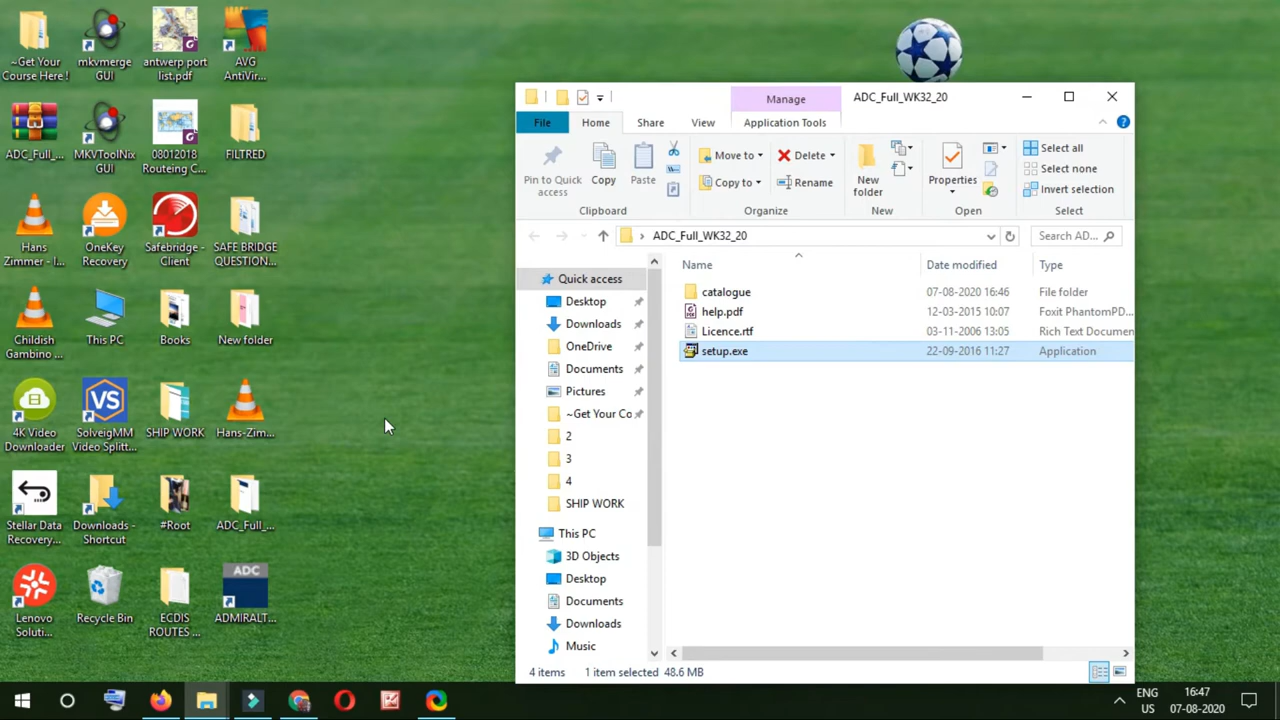 ~Get Your
Course Here !
mkvmerge
GUI
antwerp port
list.pdf
AVG
AntiVir...
ADC_Full_...
MKVToolNix
GUI
08012018
Routeing C...
FILTRED
Hans
Zimmer - I...
OneKey
Recovery
Safebridge -
Client
SAFE BRIDGE
QUESTION...
Childish
Gambino ...
This PC
Books
New folder
4K Video
Downloader
VS
SolveigMM
Video Splitt...
SHIP WORK
Hans-Zim...
Stellar Data
Recovery...
Downloads -
Shortcut
#Root
ADC_Full_...
Lenovo
Soluti...
Recycle Bin
ECDIS
ROUTES ...
ADC
ADMIRALT...
Manage
ADC_Full_WK32_20
File
Home
Share
View
Application Tools
Pin to Quick
access
Copy
Paste
Clipboard
Move to
Copy to
Delete
Rename
Organize
New
folder
New
Properties
Open
Select all
Select none
Invert selection
Select
ADC_Full_WK32_20
Search AD...
Name
Date modified
Type
catalogue 07-08-2020 16:46 File folder
help.pdf 12-03-2015 10:07 Foxit PhantomPD...
Licence.rtf 03-11-2006 13:05 Rich Text Documen
setup.exe 22-09-2016 11:27 Application
Quick access
Desktop
Downloads
OneDrive
Documents
Pictures
~Get Your Co
2
3
4
SHIP WORK
This PC
3D Objects
Desktop
Documents
Downloads
Music
4 items 1 item selected 48.6 MB
ENG
US
16:47
07-08-2020